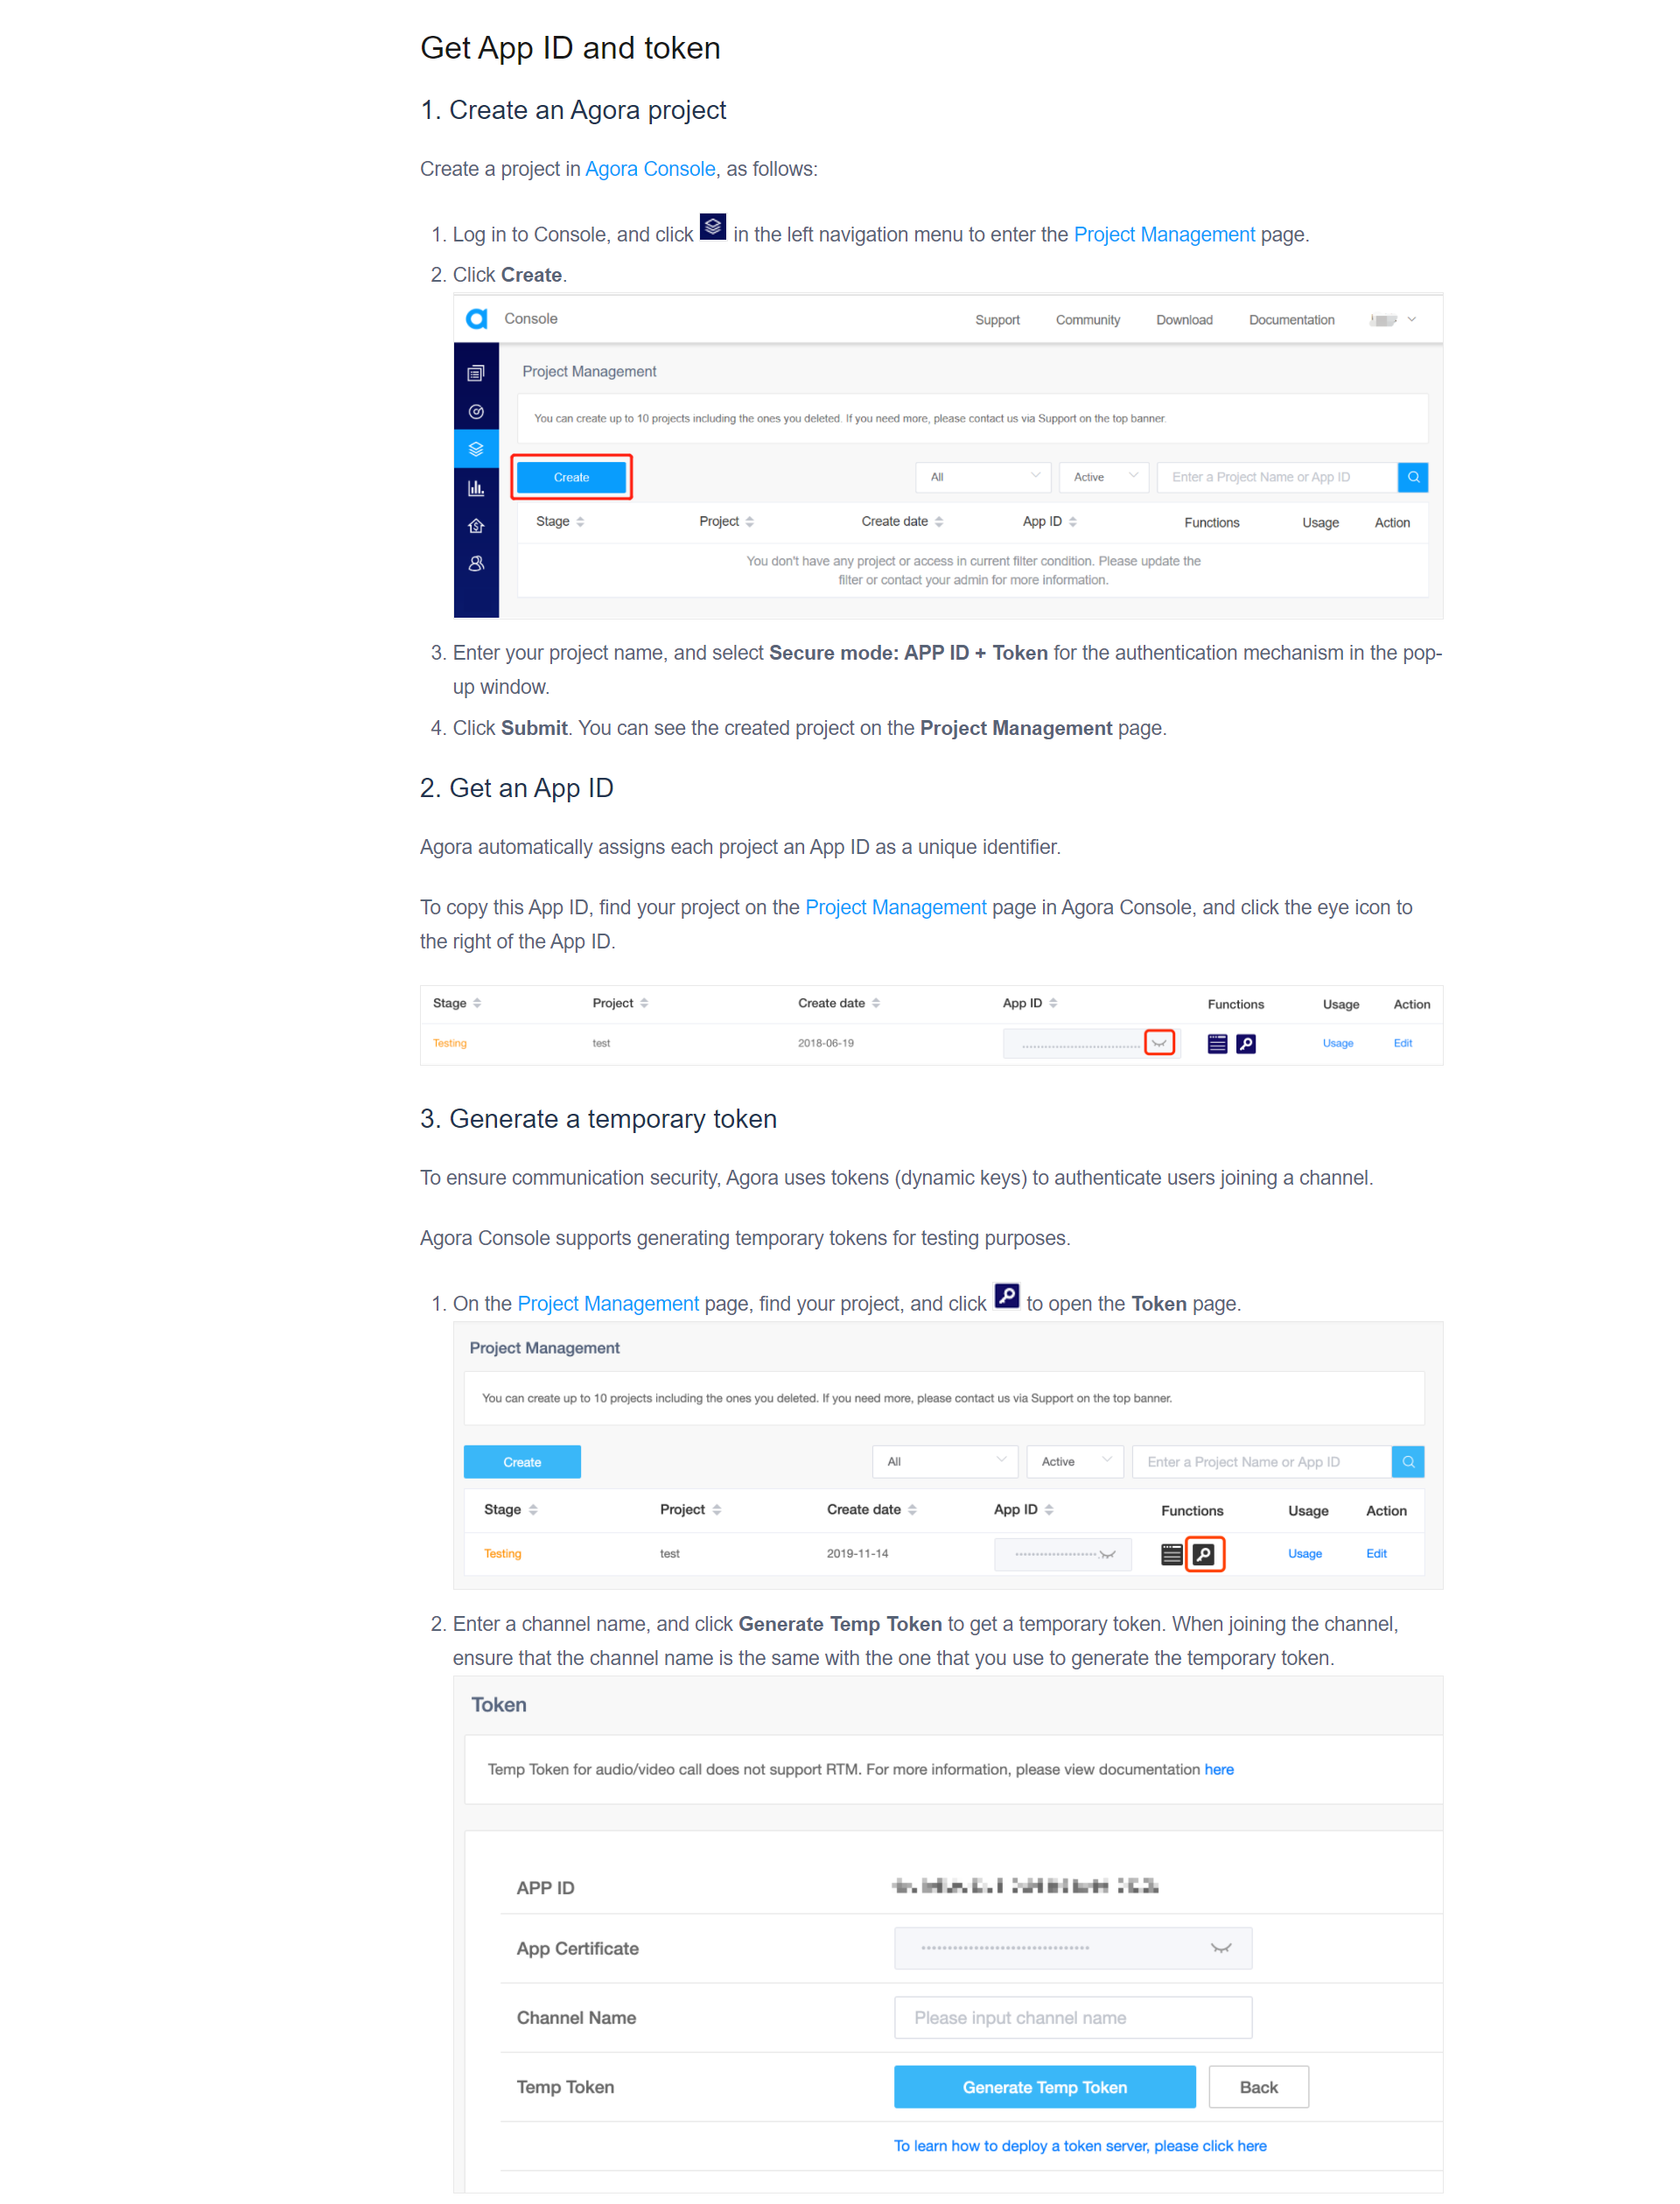 Get App ID and token
1. Create an Agora project
Create a project in Agora Console, as follows:
1. Log in to Console, and click in the left navigation menu to enter the Project Management page.
2. Click Create.
Console Support Community Download Documentation
Project Management
You can create up to 10 projects including the ones you deleted. If you need more, please contact us via Support on the top banner.
Create All Active Enter a Project Name or App ID
Stage Project Create date App ID Functions Usage Action
You don't have any project or access in current filter condition. Please update the
filter or contact your admin for more information.
3. Enter your project name, and select Secure mode: APP ID + Token for the authentication mechanism in the pop-
up window.
4. Click Submit. You can see the created project on the Project Management page.
2. Get an App ID
Agora automatically assigns each project an App ID as a unique identifier.
To copy this App ID, find your project on the Project Management page in Agora Console, and click the eye icon to
the right of the App ID.
Stage Project Create date App ID Functions Usage Action
Testing test 2018-06-19 Usage Edit
3. Generate a temporary token
To ensure communication security, Agora uses tokens (dynamic keys) to authenticate users joining a channel.
Agora Console supports generating temporary tokens for testing purposes.
1. On the Project Management page, find your project, and click to open the Token page.
Project Management
You can create up to 10 projects including the ones you deleted. If you need more, please contact us via Support on the top banner.
Create All Active Enter a Project Name or App ID
Stage Project Create date App ID Functions Usage Action
Testing test 2019-11-14 Usage Edit
2. Enter a channel name, and click Generate Temp Token to get a temporary token. When joining the channel,
ensure that the channel name is the same with the one that you use to generate the temporary token.
Token
Temp Token for audio/video call does not support RTM. For more information, please view documentation here
APP ID
App Certificate
Channel Name Please input channel name
Temp Token Generate Temp Token Back
To learn how to deploy a token server, please click here